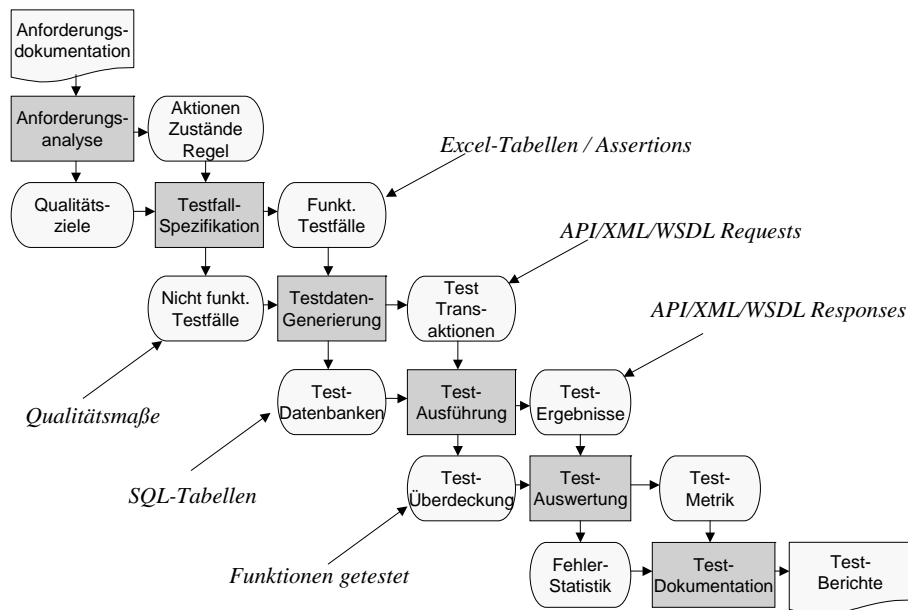 Anforderungs-
dokumentation
Anforderungs-
analyse
Aktionen
Zustände
Regel
Excel-Tabellen / Assertions
Qualitäts-
ziele
Testfall-
Spezifikation
Funkt.
Testfälle
API/XML/WSDL Requests
Nicht funkt.
Testfälle
Testdaten-
Generierung
Test
Trans-
aktionen
API/XML/WSDL Responses
Qualitätsmaße
Test-
Datenbanken
Test-
Ausführung
Test-
Ergebnisse
SQL-Tabellen
Test-
Überdeckung
Test-
Auswertung
Test-
Metrik
Funktionen getestet
Fehler-
Statistik
Test-
Dokumentation
Test-
Berichte